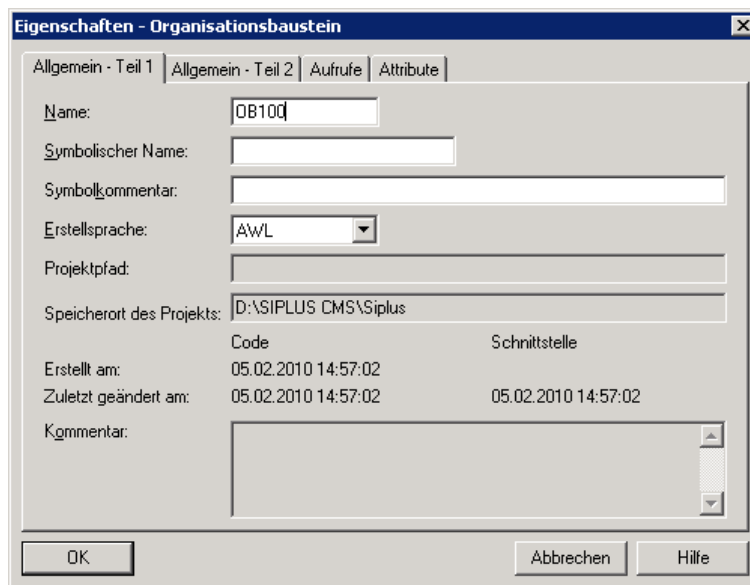 Eigenschaften - Organisationsbaustein
Allgemein - Teil 1 Allgemein - Teil 2 Aufrufe Attribute
Name: OB100
Symbolischer Name:
Symbolkommentar:
Erstellsprache: AWL
Projektpfad:
Speicherort des Projekts: D:\SIPLUS CMS\Siplus
Code Schnittstelle
Erstellt am: 05.02.2010 14:57:02
Zuletzt geändert am: 05.02.2010 14:57:02 05.02.2010 14:57:02
Kommentar:
OK Abbrechen Hilfe